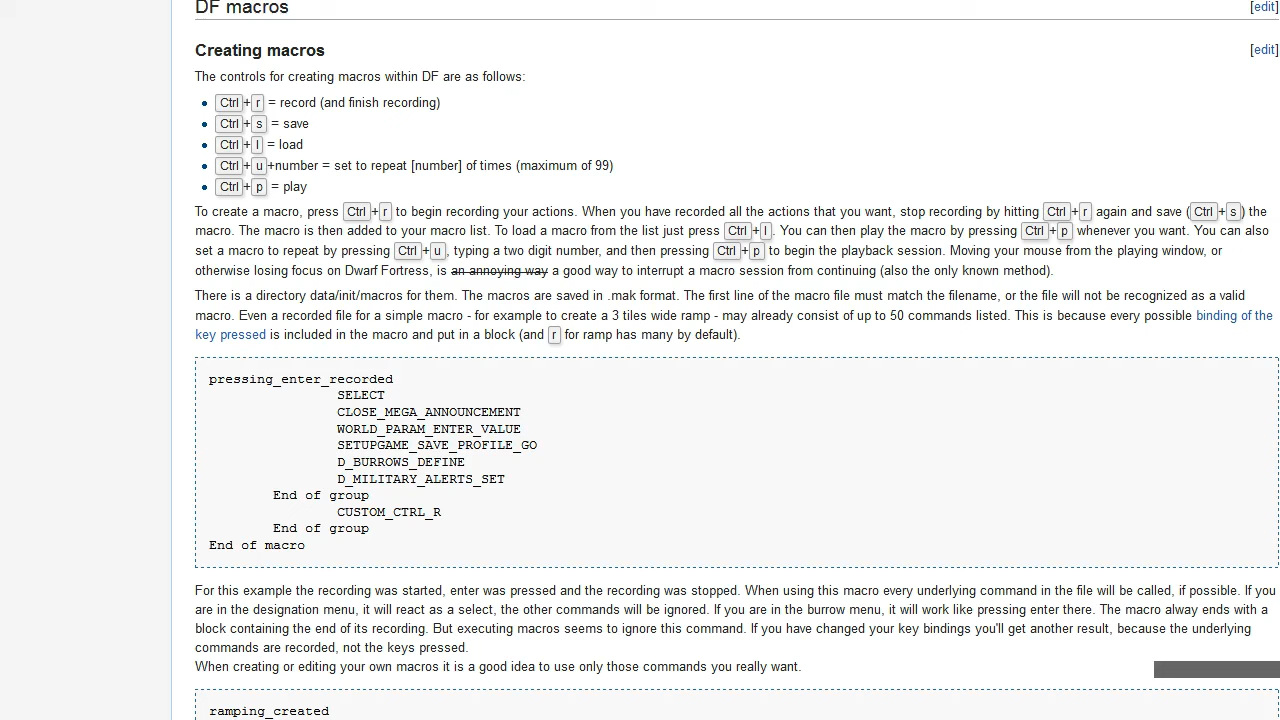 DF macros [edit]
Creating macros [edit]
The controls for creating macros within DF are as follows:
Ctrl+r = record (and finish recording)
Ctrl+s = save
Ctrl+l = load
Ctrl+u+number = set to repeat [number] of times (maximum of 99)
Ctrl+p = play
To create a macro, press Ctrl+r to begin recording your actions. When you have recorded all the actions that you want, stop recording by hitting Ctrl+r again and save (Ctrl+s) the
macro. The macro is then added to your macro list. To load a macro from the list just press Ctrl+l. You can then play the macro by pressing Ctrl+p whenever you want. You can also
set a macro to repeat by pressing Ctrl+u, typing a two digit number, and then pressing Ctrl+p to begin the playback session. Moving your mouse from the playing window, or
otherwise losing focus on Dwarf Fortress, is an annoying way a good way to interrupt a macro session from continuing (also the only known method).
There is a directory data/init/macros for them. The macros are saved in .mak format. The first line of the macro file must match the filename, or the file will not be recognized as a valid
macro. Even a recorded file for a simple macro - for example to create a 3 tiles wide ramp - may already consist of up to 50 commands listed. This is because every possible binding of the
key pressed is included in the macro and put in a block (and r for ramp has many by default).
pressing_enter_recorded
SELECT
CLOSE_MEGA_ANNOUNCEMENT
WORLD_PARAM_ENTER_VALUE
SETUPGAME_SAVE_PROFILE_GO
D_BURROWS_DEFINE
D_MILITARY_ALERTS_SET
End of group
CUSTOM_CTRL_R
End of group
End of macro
For this example the recording was started, enter was pressed and the recording was stopped. When using this macro every underlying command in the file will be called, if possible. If you
are in the designation menu, it will react as a select, the other commands will be ignored. If you are in the burrow menu, it will work like pressing enter there. The macro alway ends with a
block containing the end of its recording. But executing macros seems to ignore this command. If you have changed your key bindings you'll get another result, because the underlying
commands are recorded, not the keys pressed.
When creating or editing your own macros it is a good idea to use only those commands you really want.
ramping_created